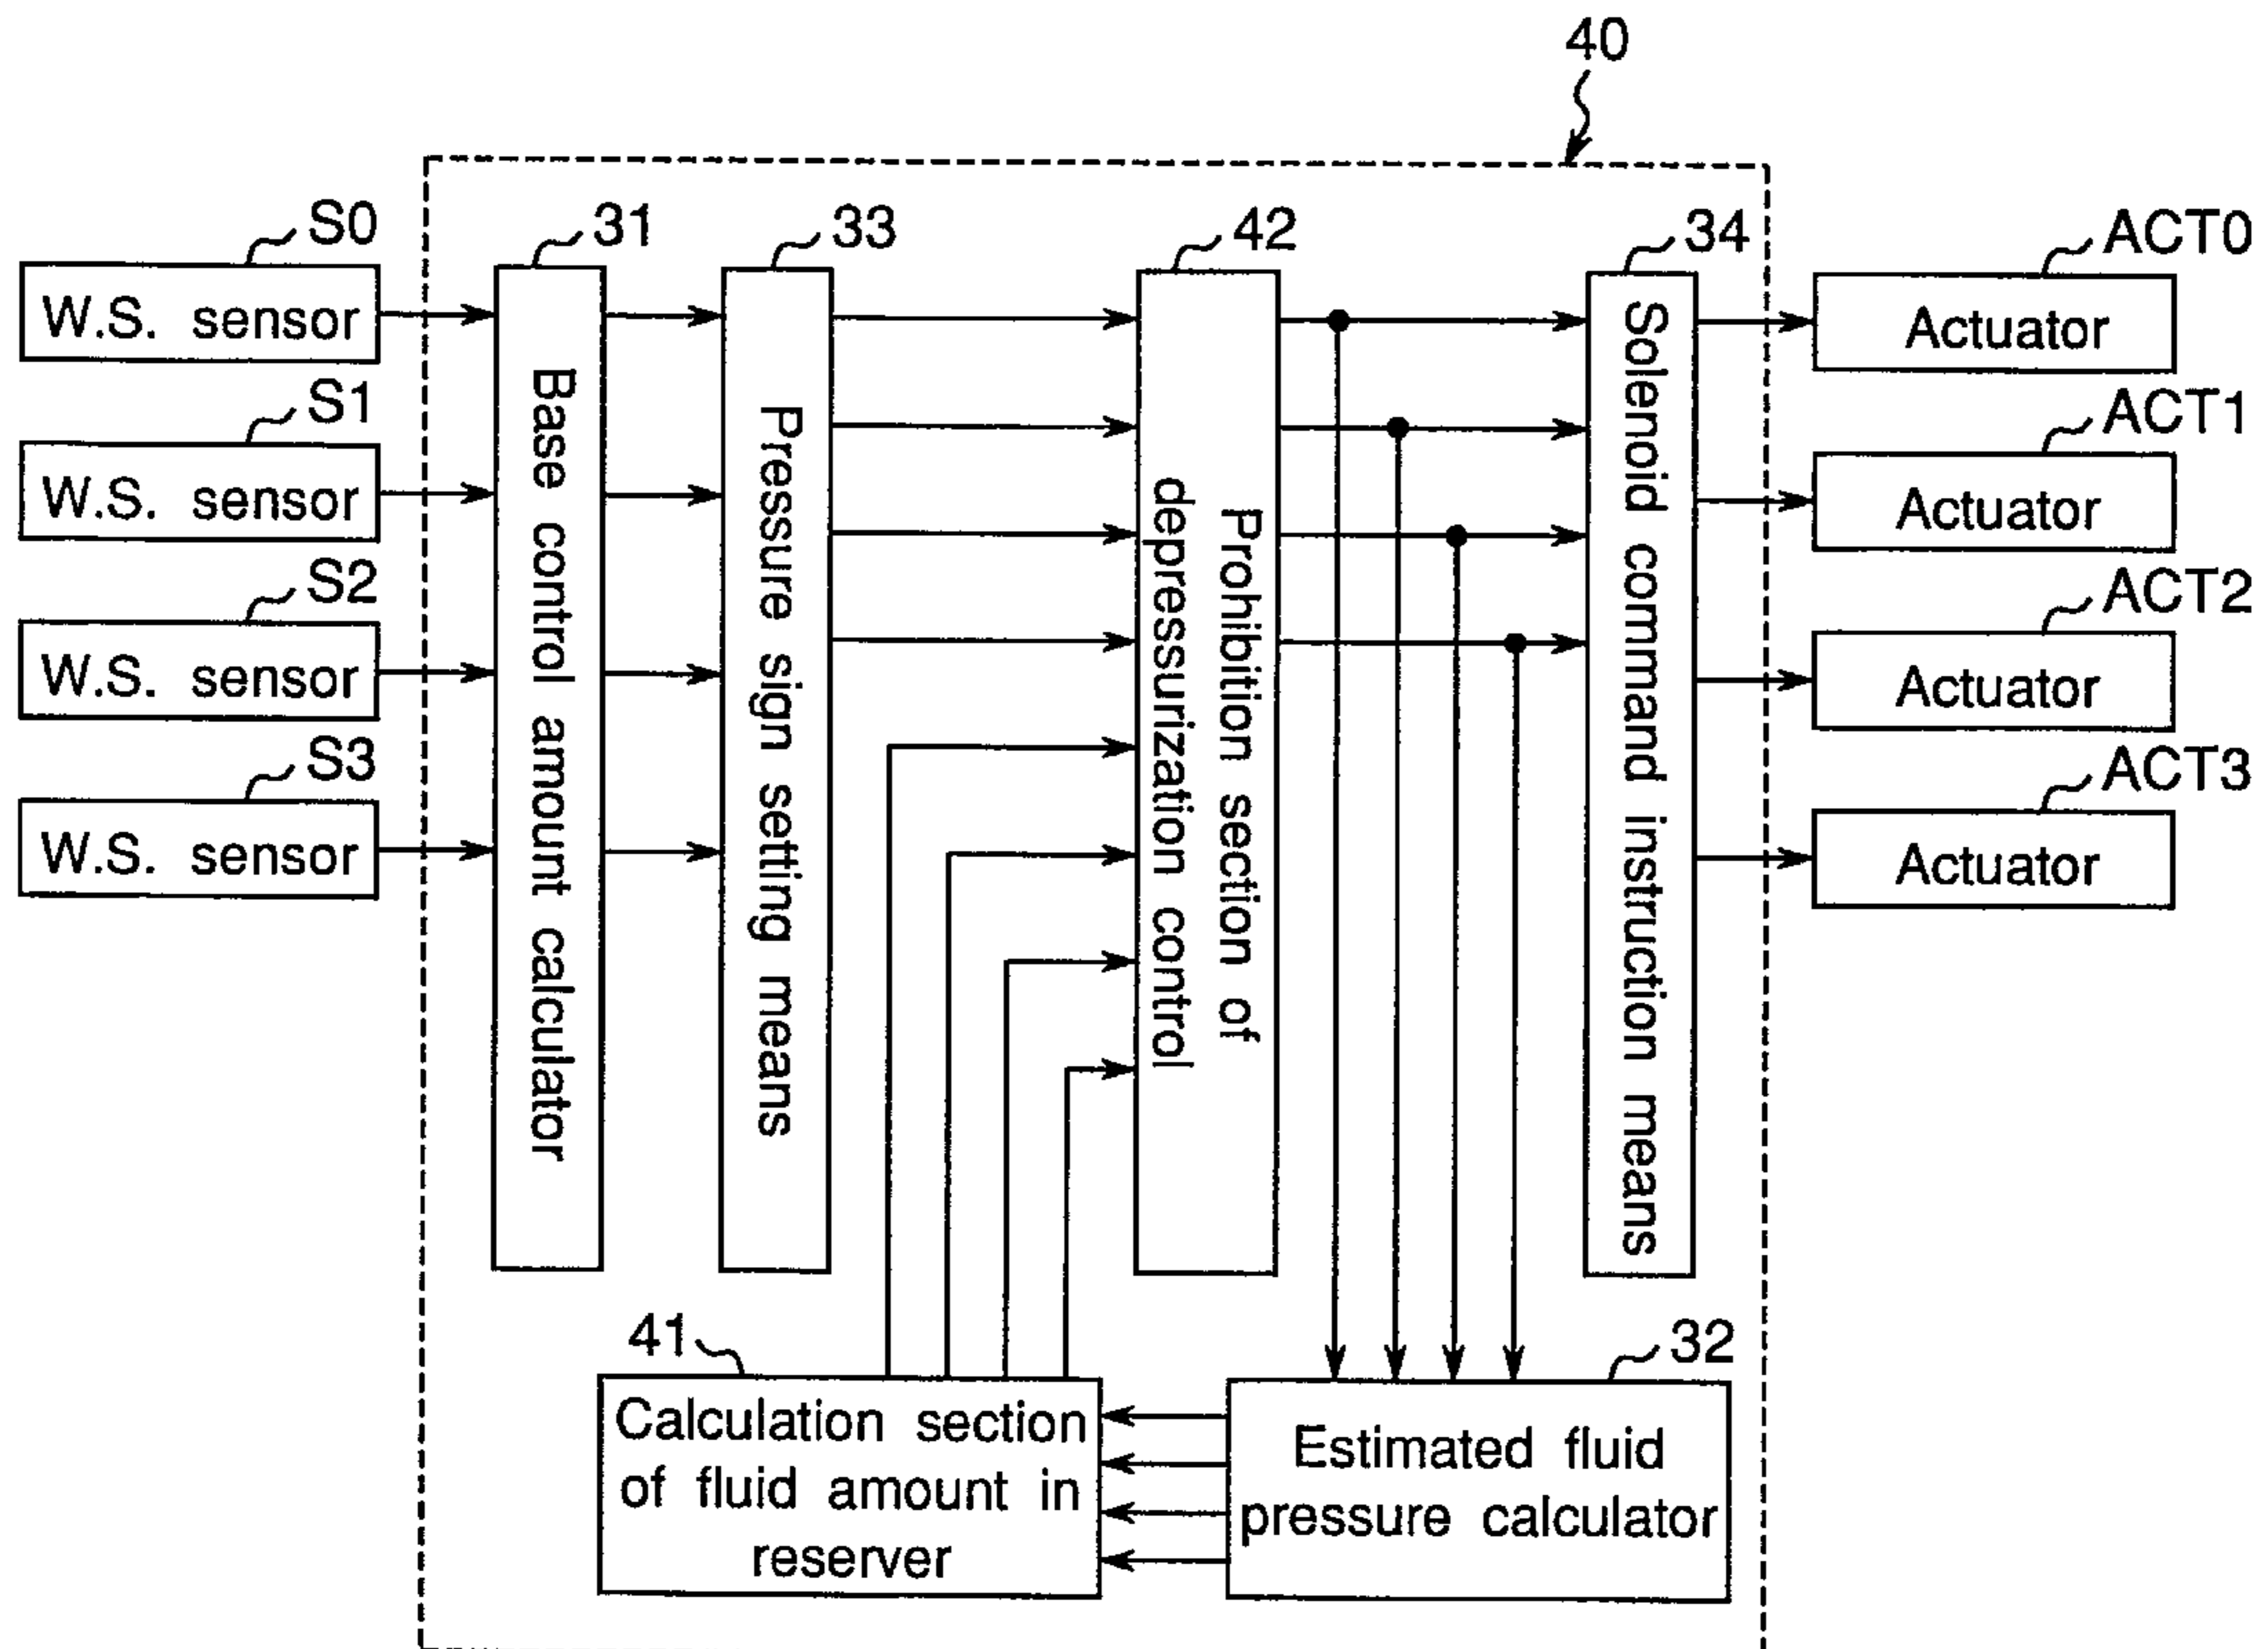 40
S0
W.S. sensor
S1
W.S. sensor
S2
W.S. sensor
S3
W.S. sensor
31
Base control amount calculator
33
Pressure sign setting means
42
Prohibition section of
depressurization control
34
Solenoid command instruction means
ACT0
Actuator
ACT1
Actuator
ACT2
Actuator
ACT3
Actuator
41
Calculation section
of fluid amount in
reserver
32
Estimated fluid
pressure calculator